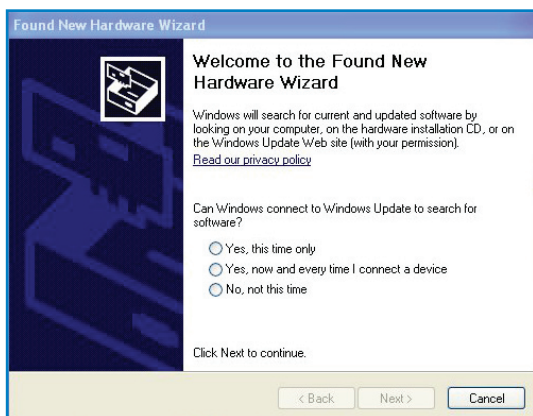 Found New Hardware Wizard
Welcome to the Found New
Hardware Wizard
Windows will search for current and updated software by
looking on your computer, on the hardware installation CD, or on
the Windows Update Web site (with your permission).
Read our privacy policy
Can Windows connect to Windows Update to search for
software?
Yes, this time only
Yes, now and every time I connect a device
No, not this time
Click Next to continue.
< Back
Next >
Cancel